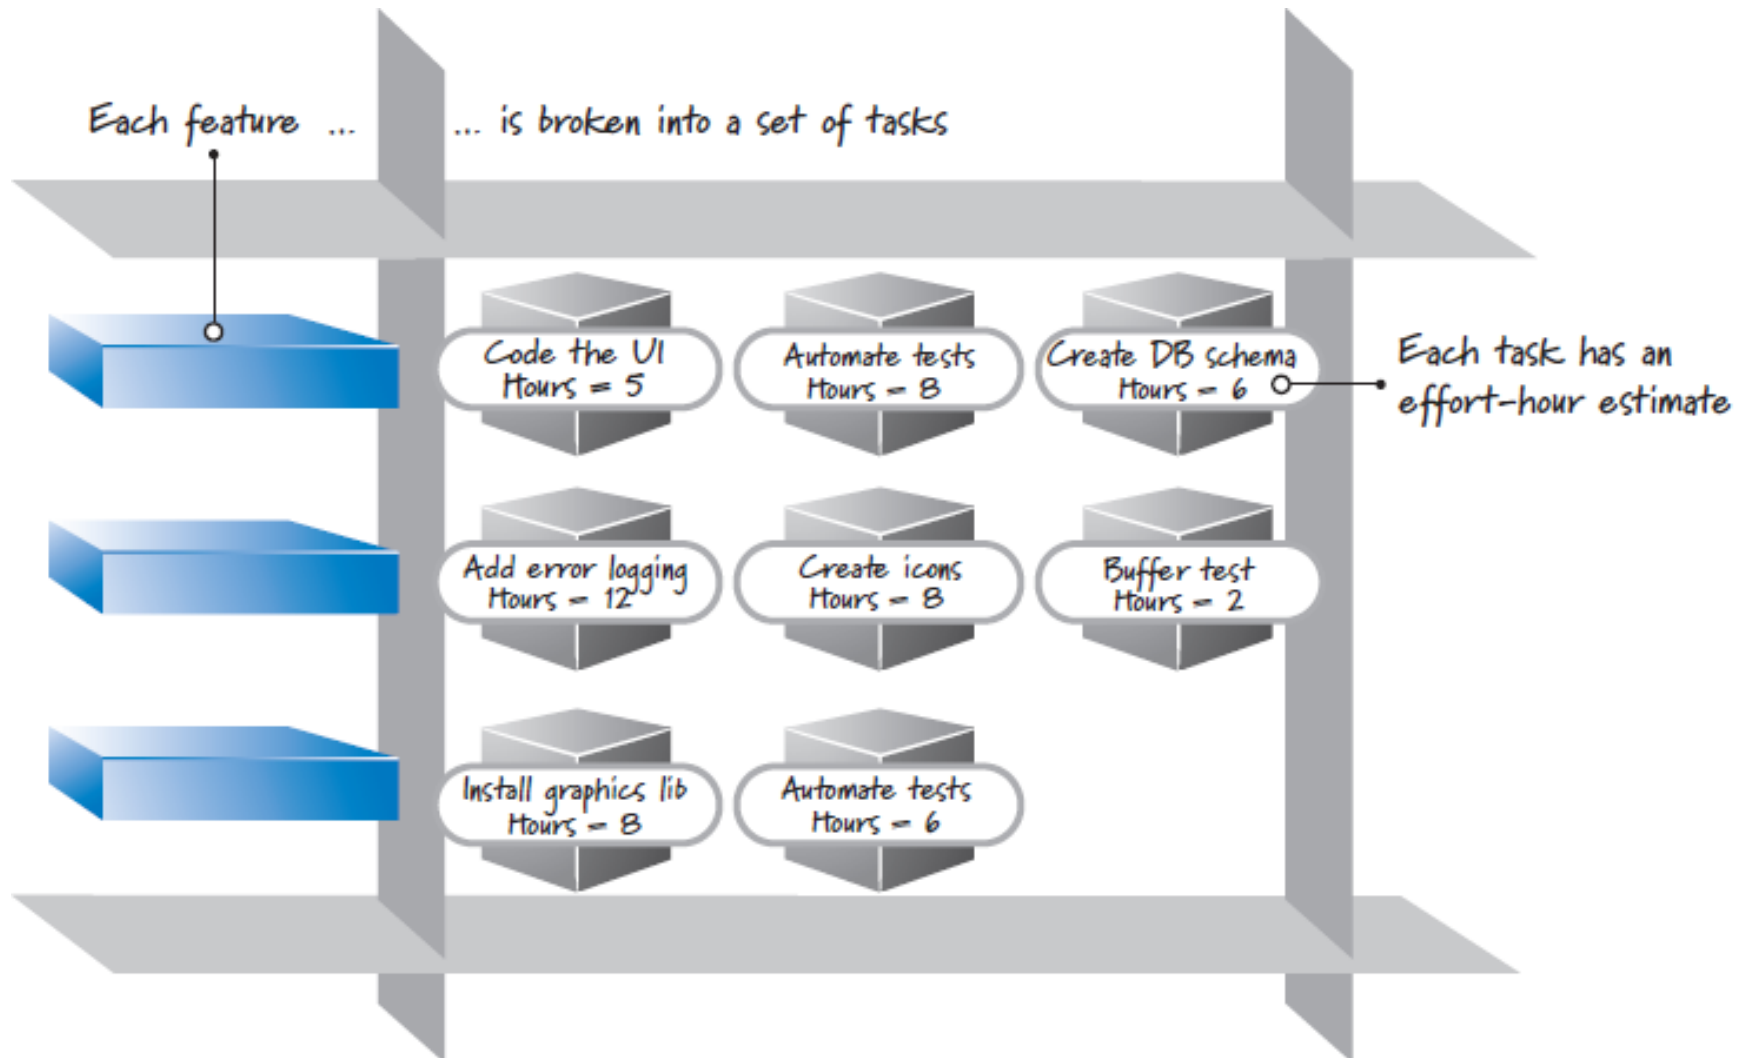 Each feature ...
... is broken into a set of tasks
Code the UI
Hours = 5
Automate tests
Hours = 8
Create DB schema
Hours = 6
Each task has an
effort-hour estimate
Add error logging
Hours = 12
Create icons
Hours = 8
Buffer test
Hours = 2
Install graphics lib
Hours = 8
Automate tests
Hours = 6